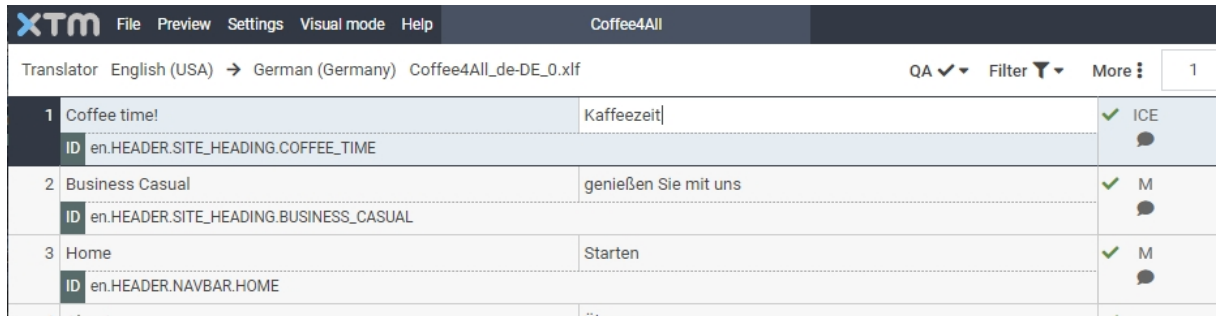 XTM File Preview Settings Visual mode Help Coffee4All
Translator English (USA) → German (Germany) Coffee4All_de-DE_0.xlf QA Filter More 1
1 Coffee time! Kaffeezeit ICE
ID en.HEADER.SITE_HEADING.COFFEE_TIME
2 Business Casual genießen Sie mit uns M
ID en.HEADER.SITE_HEADING.BUSINESS_CASUAL
3 Home Starten M
ID en.HEADER.NAVBAR.HOME